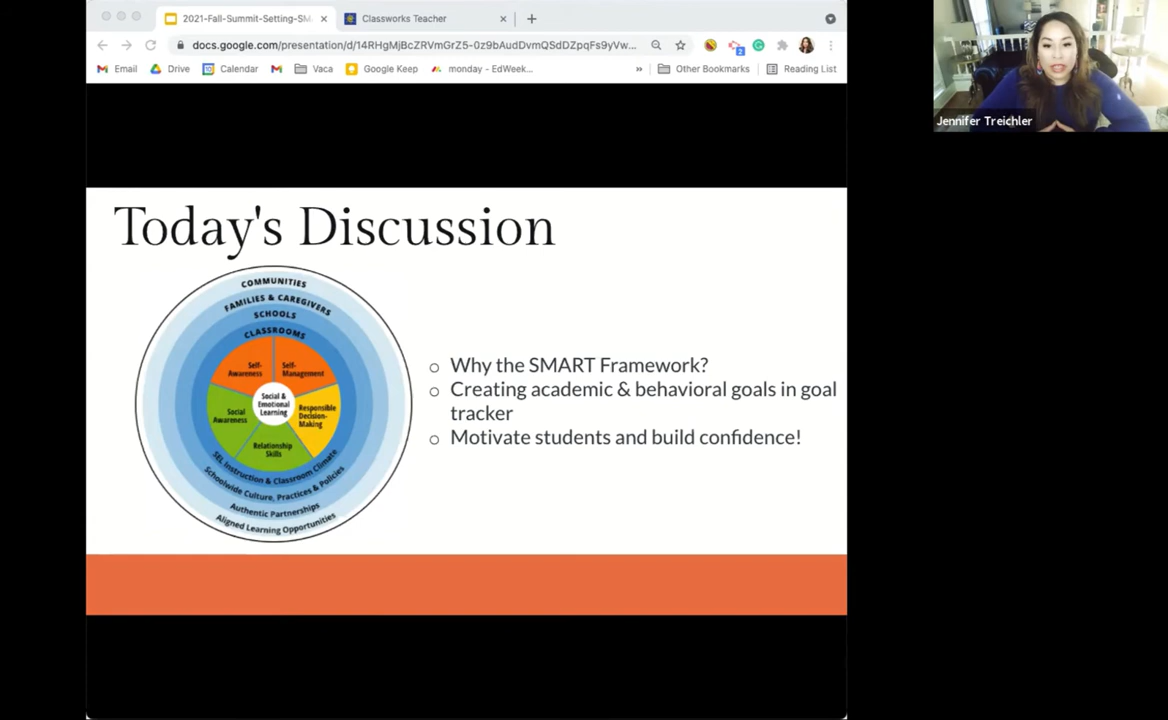 2021-Fall-Summit-Setting-SM
Classworks Teacher
docs.google.com/presentation/d/14RHgMjBcZRVmGrZ5-0z9bAudDvmQSdDZpqFs9yVw...
2
Email
Drive
Calendar
Vaca
Google Keep
monday - EdWeek...
»
Other Bookmarks
Reading List
Jennifer Treichler
Today's Discussion
COMMUNITIES
FAMILIES & CAREGIVERS
SCHOOLS
CLASSROOMS
Self-
Awareness
Self-
Management
Social &
Emotional
Learning
Social
Awareness
Responsible
Decision-
Making
Relationship
Skills
SEL Instruction & Classroom Climate
Schoolwide Culture, Practices & Policies
Authentic Partnerships
Aligned Learning Opportunities
Why the SMART Framework?
Creating academic & behavioral goals in goal
tracker
Motivate students and build confidence!